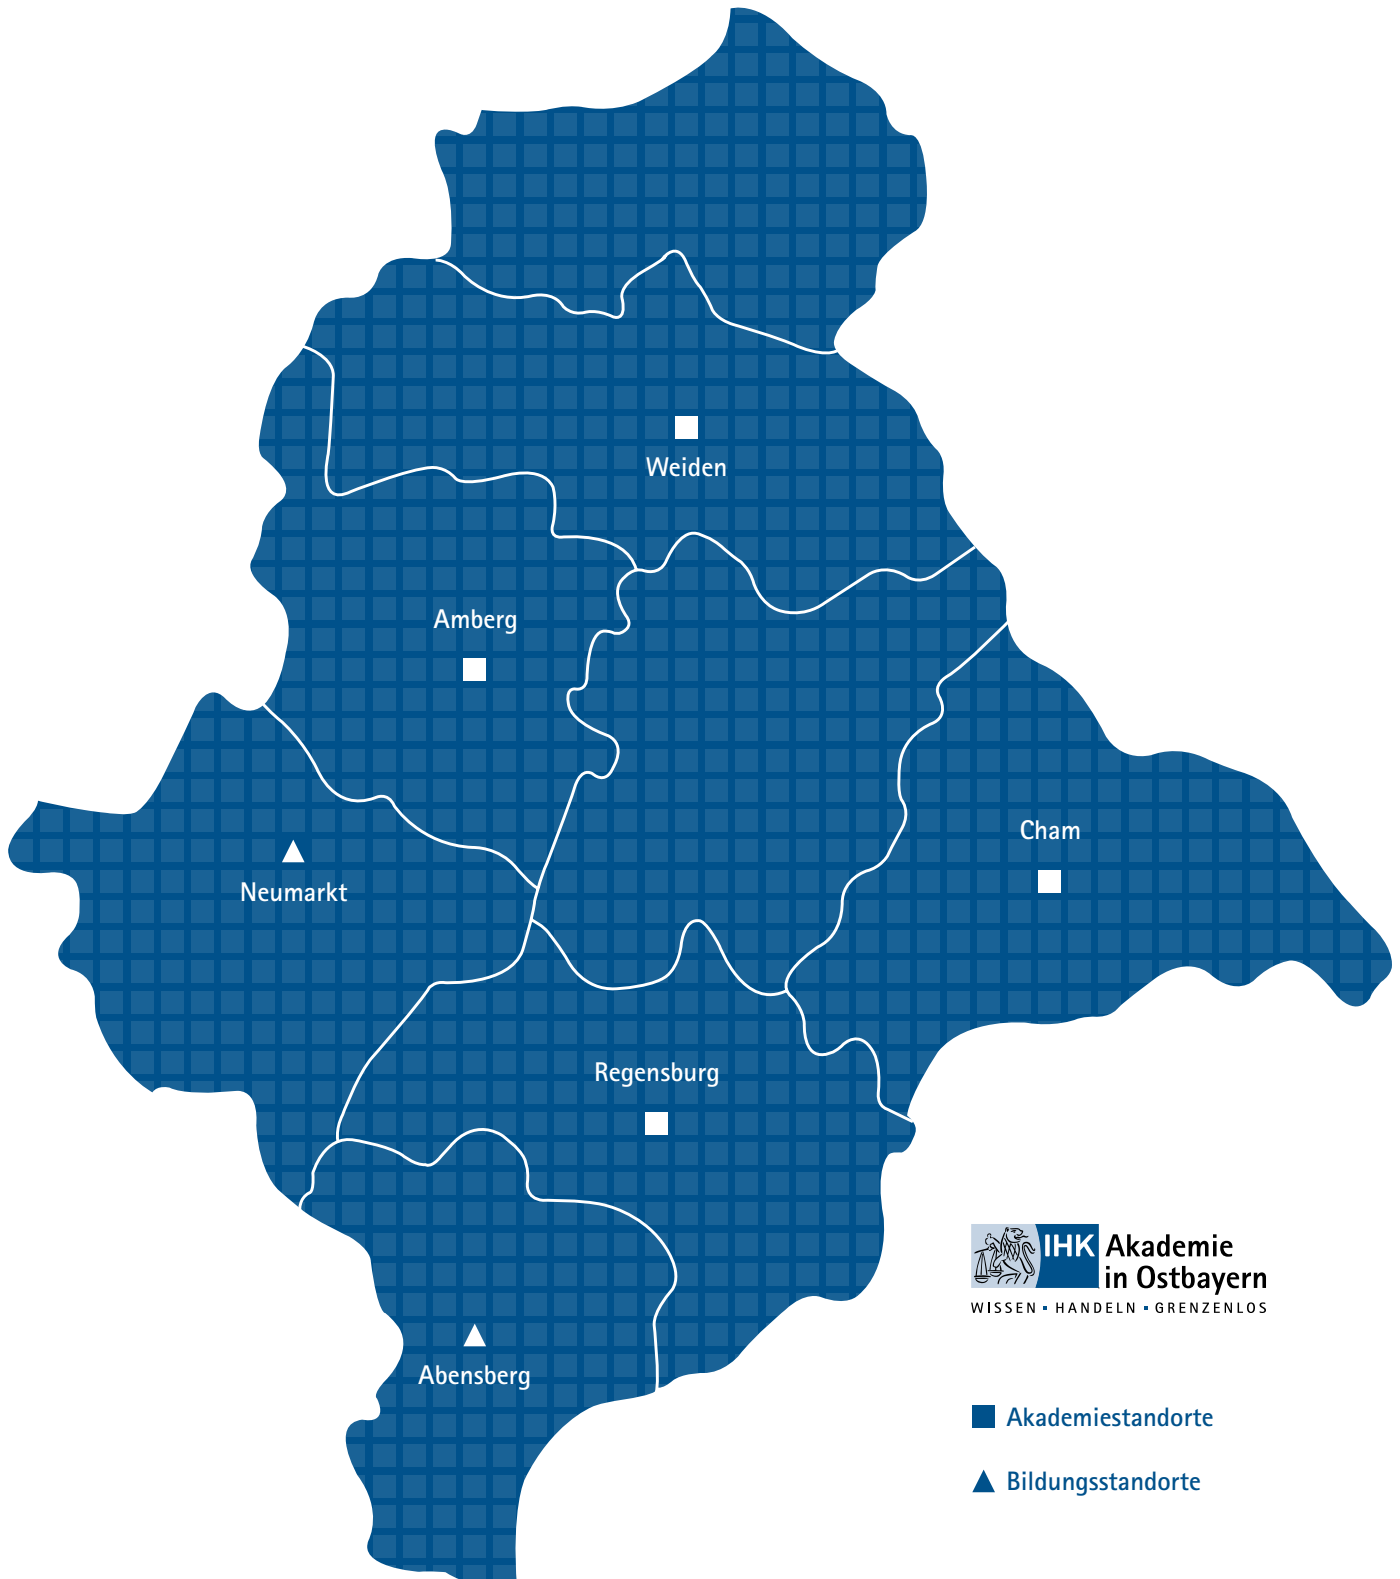 Weiden
Amberg
Cham
Neumarkt
Regensburg
IHK Akademie
in Ostbayern
WISSEN ▪ HANDELN ▪ GRENZENLOS
Abensberg
Akademiestandorte
Bildungsstandorte